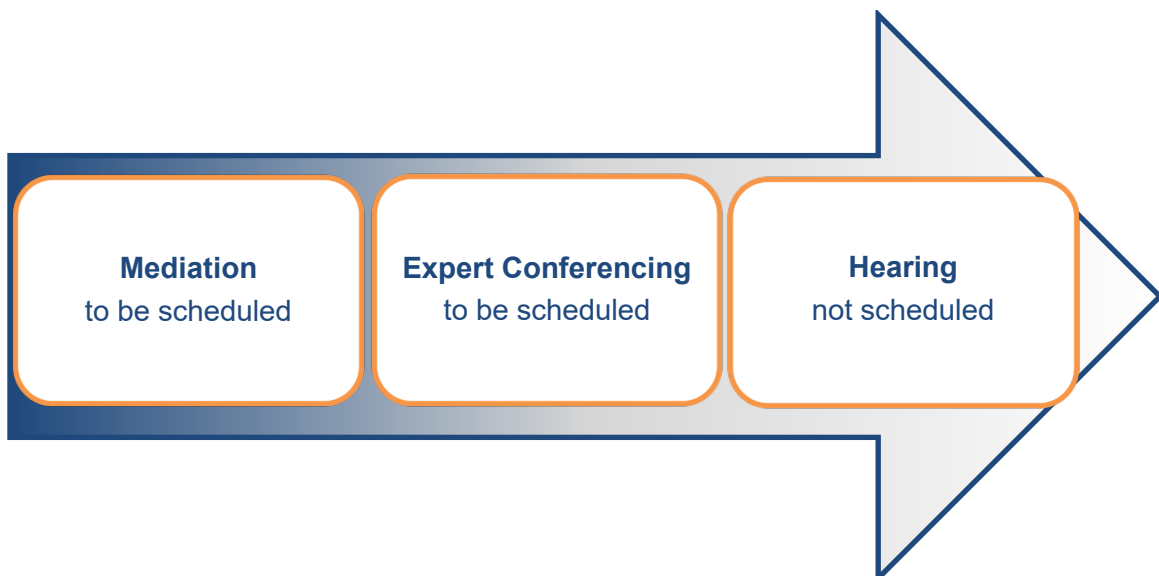 Mediation
to be scheduled
Expert Conferencing
to be scheduled
Hearing
not scheduled